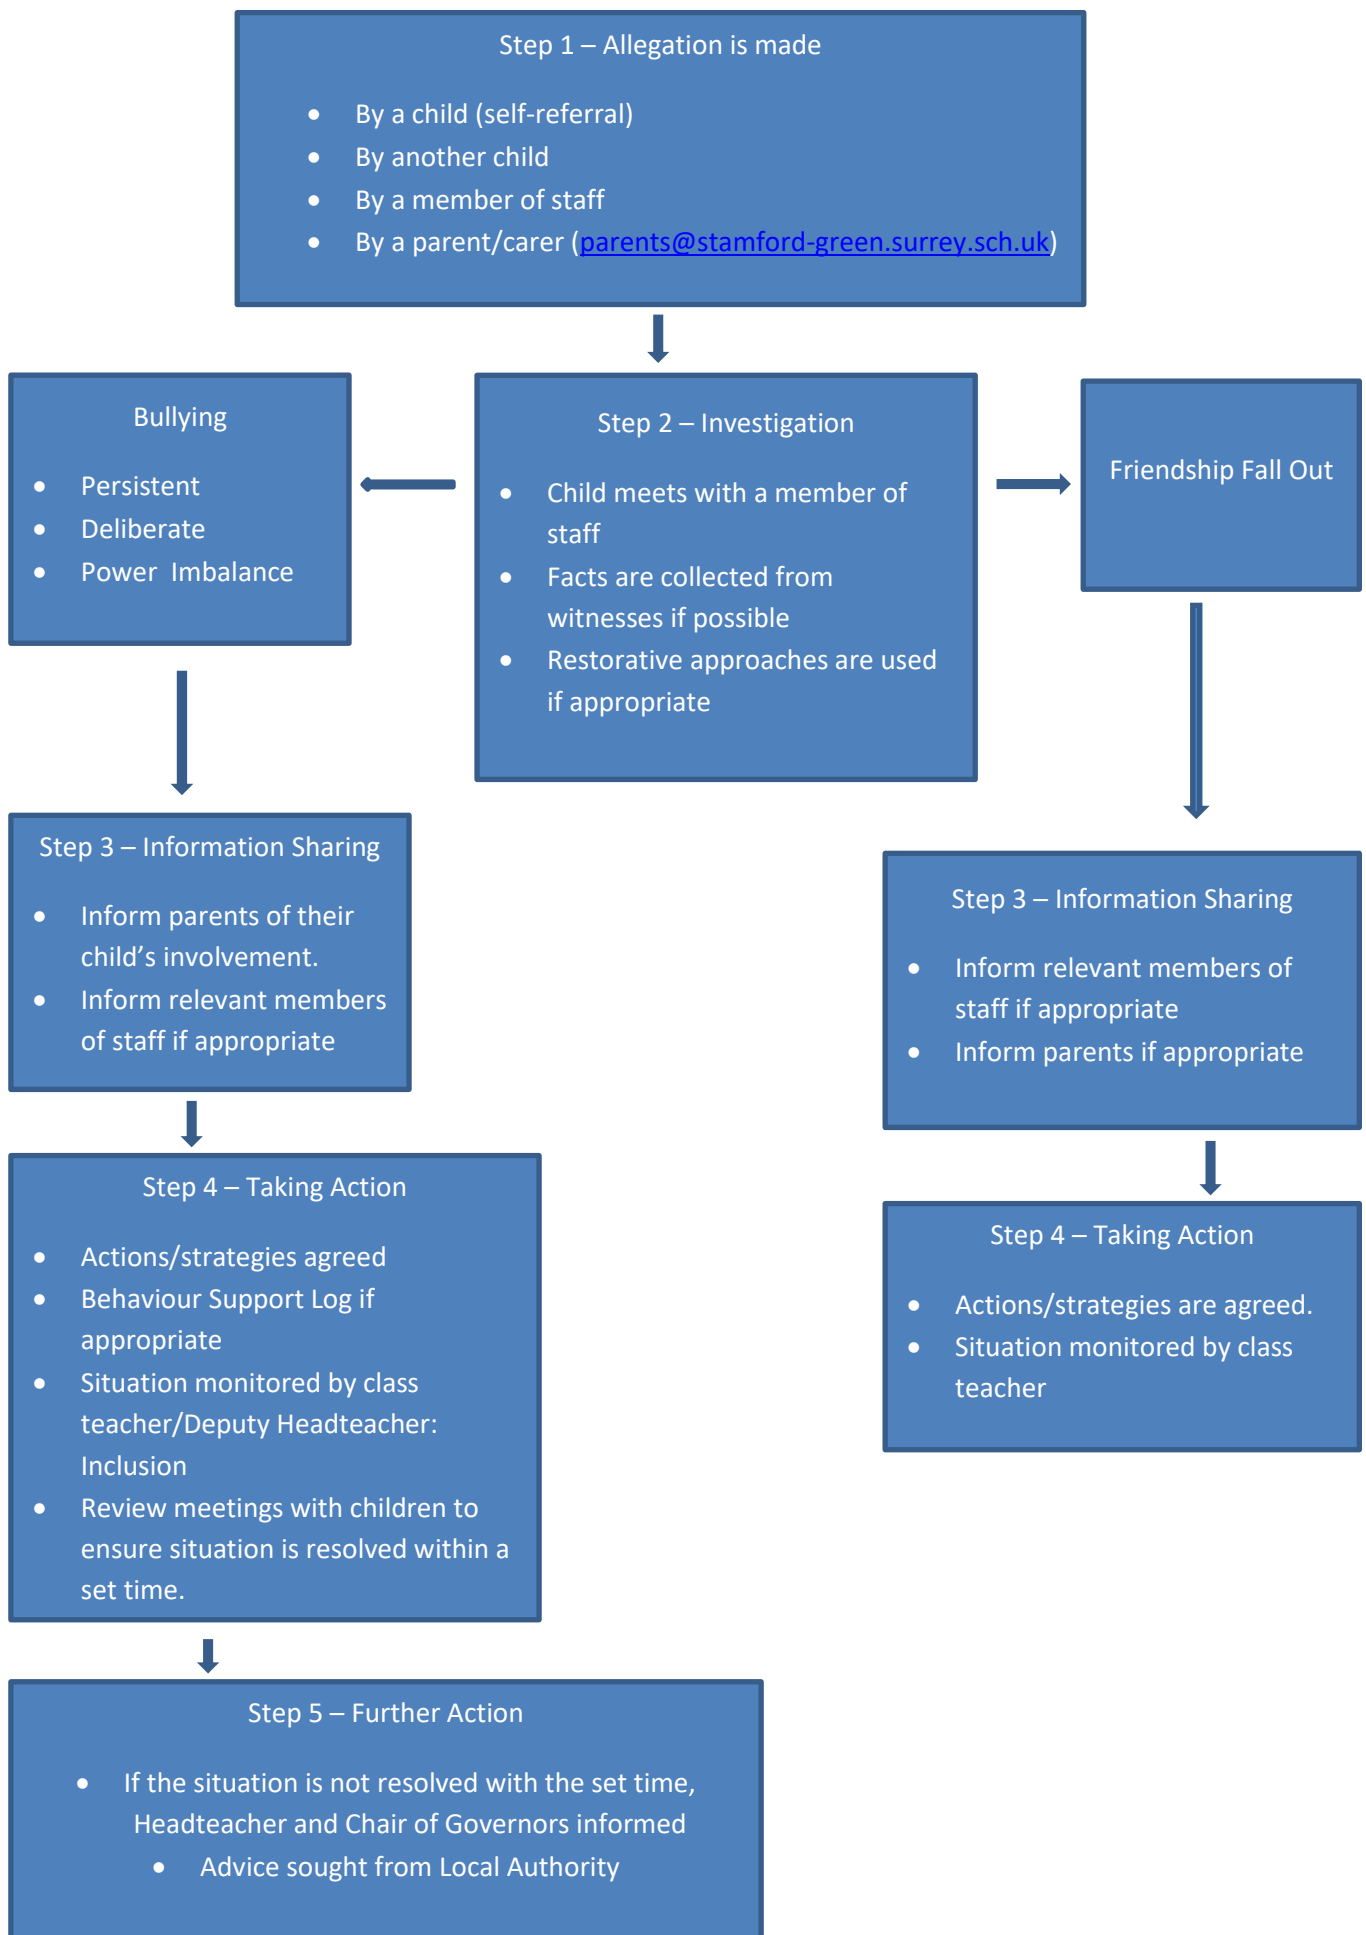 Step 1 – Allegation is made
• By a child (self-referral)
• By another child
• By a member of staff
• By a parent/carer (parents@stamford-green.surrey.sch.uk)
Bullying
• Persistent
• Deliberate
• Power  Imbalance
Step 2 – Investigation
• Child meets with a member of
staff
• Facts are collected from
witnesses if possible
• Restorative approaches are used
if appropriate
Friendship Fall Out
Step 3 – Information Sharing
• Inform parents of their
child’s involvement.
• Inform relevant members
of staff if appropriate
Step 3 – Information Sharing
• Inform relevant members of
staff if appropriate
• Inform parents if appropriate
Step 4 – Taking Action
• Actions/strategies agreed
• Behaviour Support Log if
appropriate
• Situation monitored by class
teacher/Deputy Headteacher:
Inclusion
• Review meetings with children to
ensure situation is resolved within a
set time.
Step 4 – Taking Action
• Actions/strategies are agreed.
• Situation monitored by class
teacher
Step 5 – Further Action
• If the situation is not resolved with the set time,
Headteacher and Chair of Governors informed
• Advice sought from Local Authority